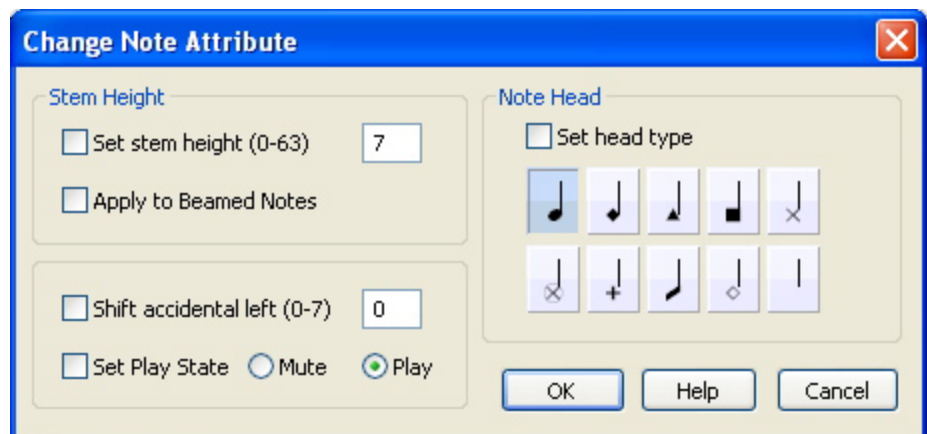 Change Note Attribute
Stem Height
Set stem height (0-63) 7
Apply to Beamed Notes
Shift accidental left (0-7) 0
Set Play State Mute Play
Note Head
Set head type
OK Help Cancel